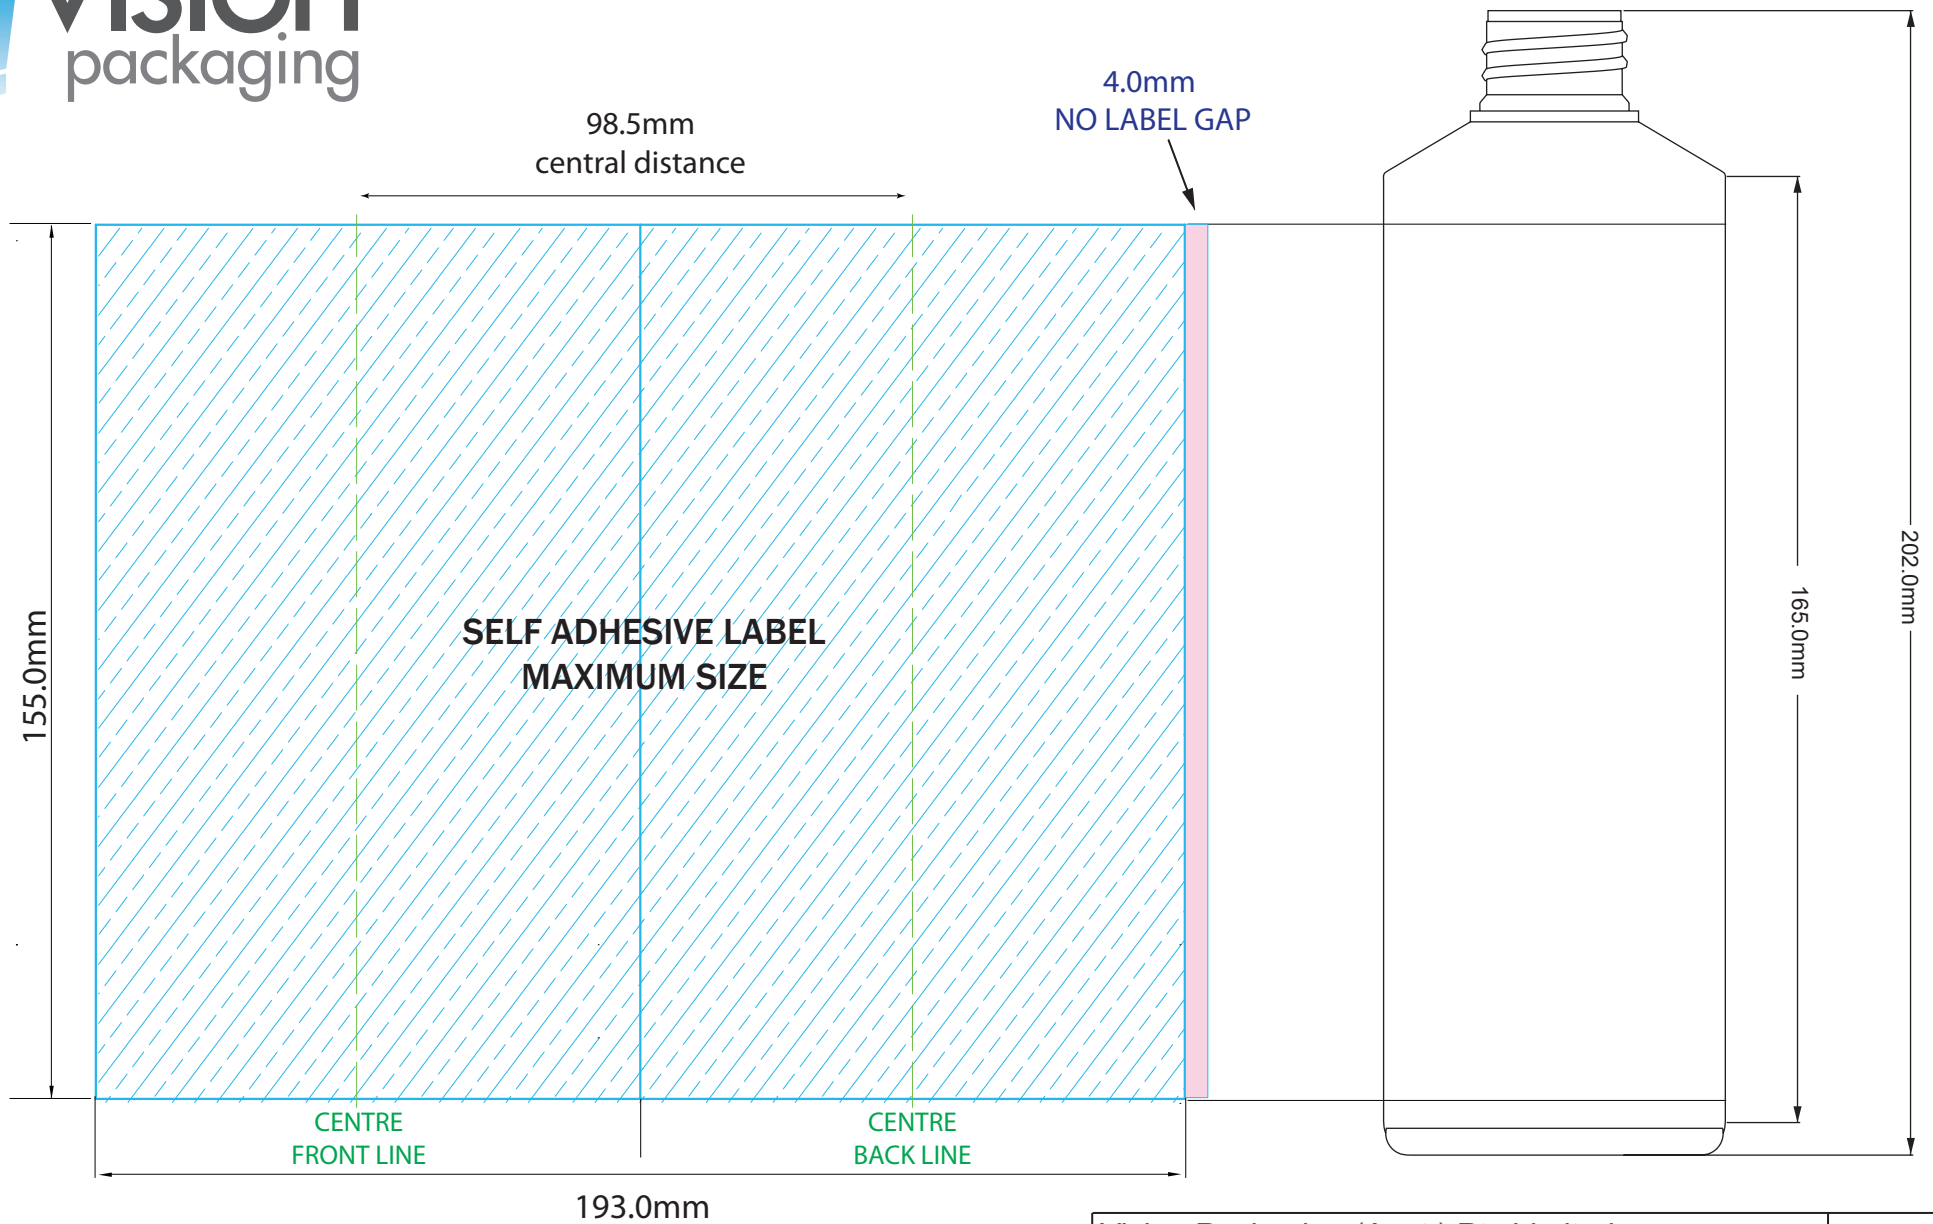 VISION
packaging
98.5mm
central distance
4.0mm
NO LABEL GAP
155.0mm
SELF ADHESIVE LABEL
MAXIMUM SIZE
165.0mm
202.0mm
CENTRE
FRONT LINE
CENTRE
BACK LINE
193.0mm